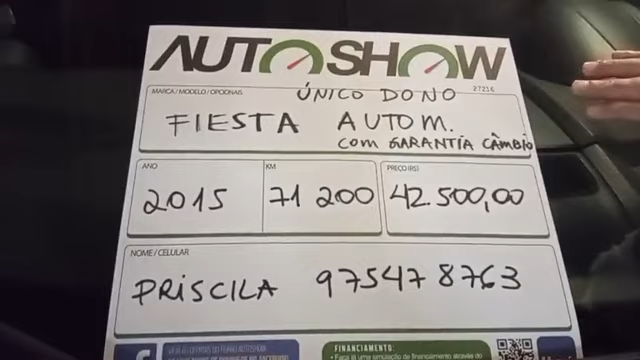 AUTOSHOW
MARCA / MODELO / OPCIONAIS
ÚNICO DONO
27216
FIESTA AUTOM.
COM GARANTIA CÂMBIO
ANO
KM
PREÇO (R$)
2015
71 200
42.500,00
NOME / CELULAR
PRISCILA 975478763
FINANCIAMENTO: